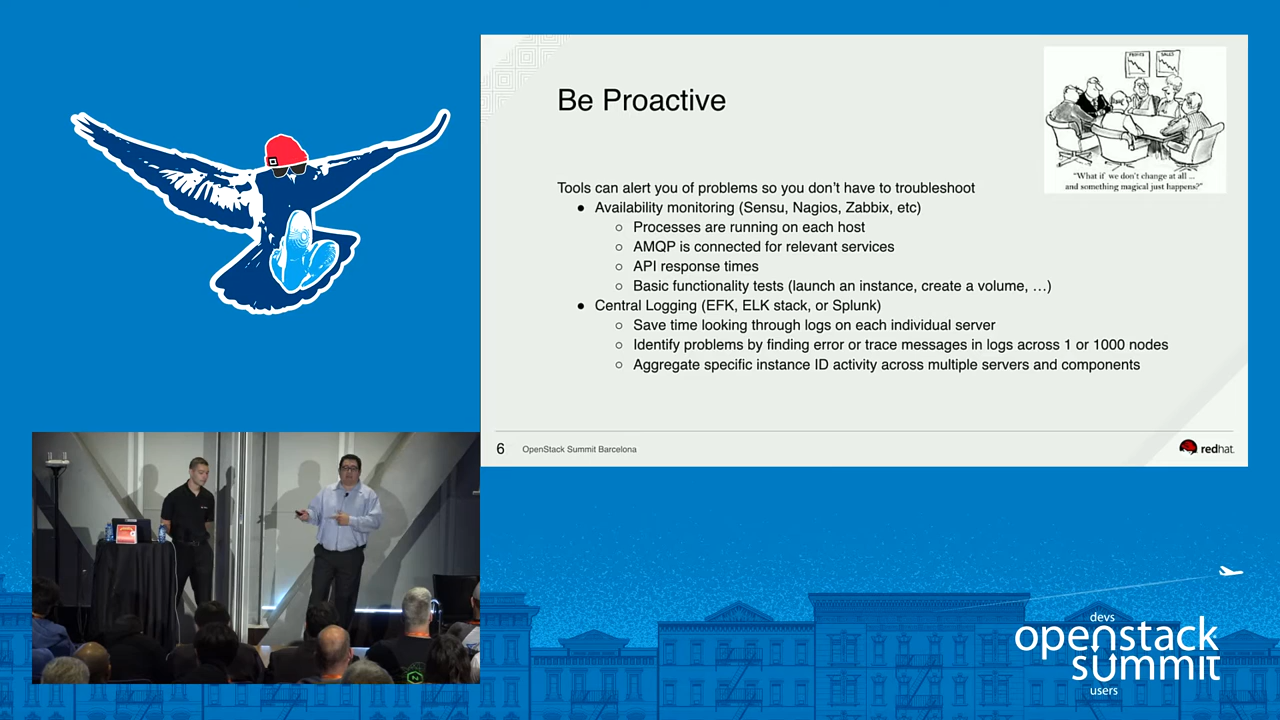 Be Proactive
PROFITS
SALES
"What if we don't change at all ...
and something magical just happens?"
Tools can alert you of problems so you don't have to troubleshoot
● Availability monitoring (Sensu, Nagios, Zabbix, etc)
○ Processes are running on each host
○ AMQP is connected for relevant services
○ API response times
○ Basic functionality tests (launch an instance, create a volume, …)
● Central Logging (EFK, ELK stack, or Splunk)
○ Save time looking through logs on each individual server
○ Identify problems by finding error or trace messages in logs across 1 or 1000 nodes
○ Aggregate specific instance ID activity across multiple servers and components
6 OpenStack Summit Barcelona
redhat.
devs
openstack
summit
users